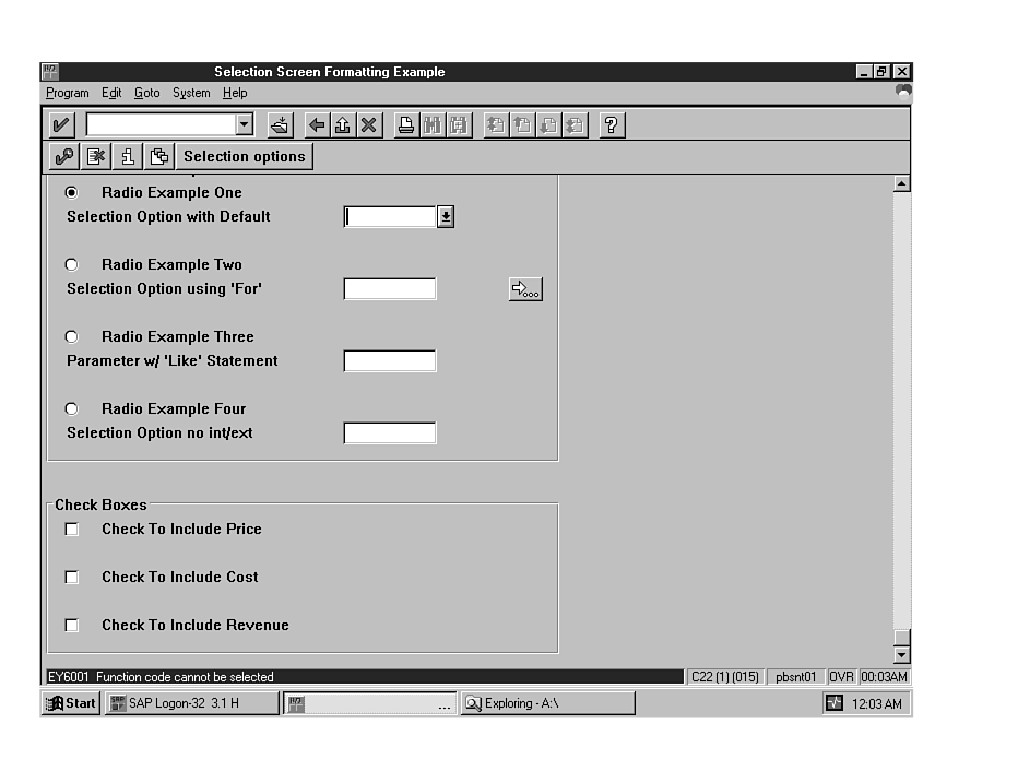 Selection Screen Formatting Example
Program Edit Goto System Help
Selection options
Radio Example One
Selection Option with Default
Radio Example Two
Selection Option using 'For'
Radio Example Three
Parameter w/ 'Like' Statement
Radio Example Four
Selection Option no int/ext
Check Boxes
Check To Include Price
Check To Include Cost
Check To Include Revenue
EY6001 Function code cannot be selected C22 (1) (015) pbsnt01 OVR 00:03AM
Start SAP Logon-32 3.1 H ... Exploring - A:\ 12:03 AM